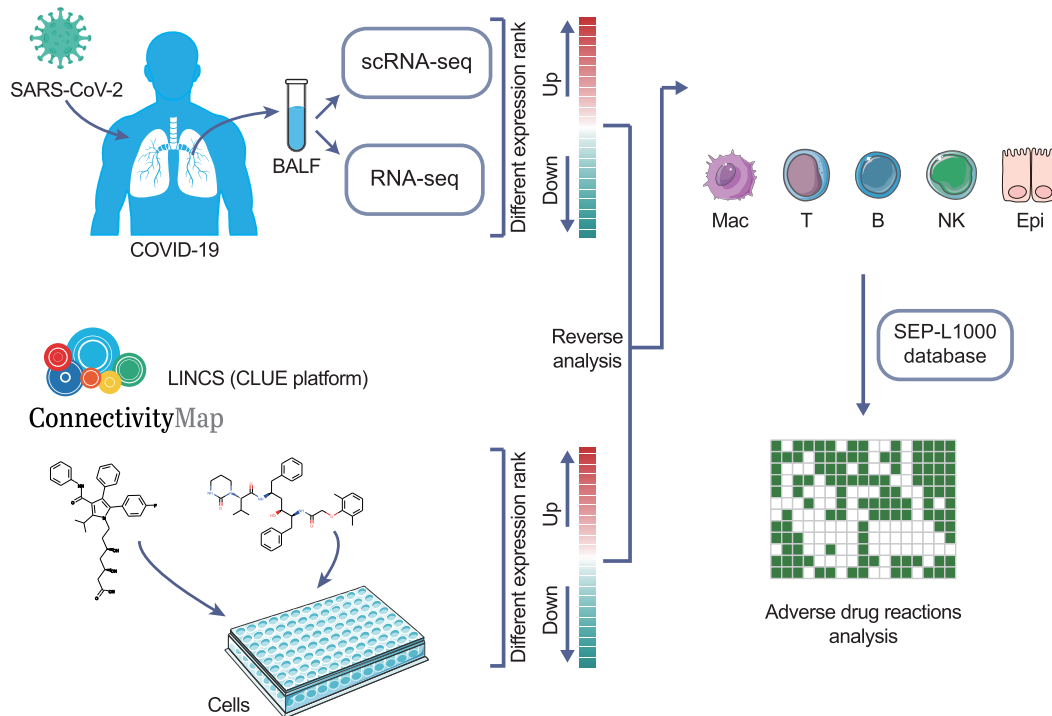 SARS-CoV-2
COVID-19
BALF
scRNA-seq
RNA-seq
Different expression rank
Up
Down
Mac
T
B
NK
Epi
Reverse
analysis
SEP-L1000
database
LINCS (CLUE platform)
ConnectivityMap
Different expression rank
Up
Down
Cells
Adverse drug reactions
analysis